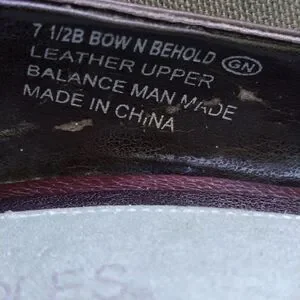 7 1/2B BOW N BEHOLD GN
LEATHER UPPER
BALANCE MAN MADE
MADE IN CHINA